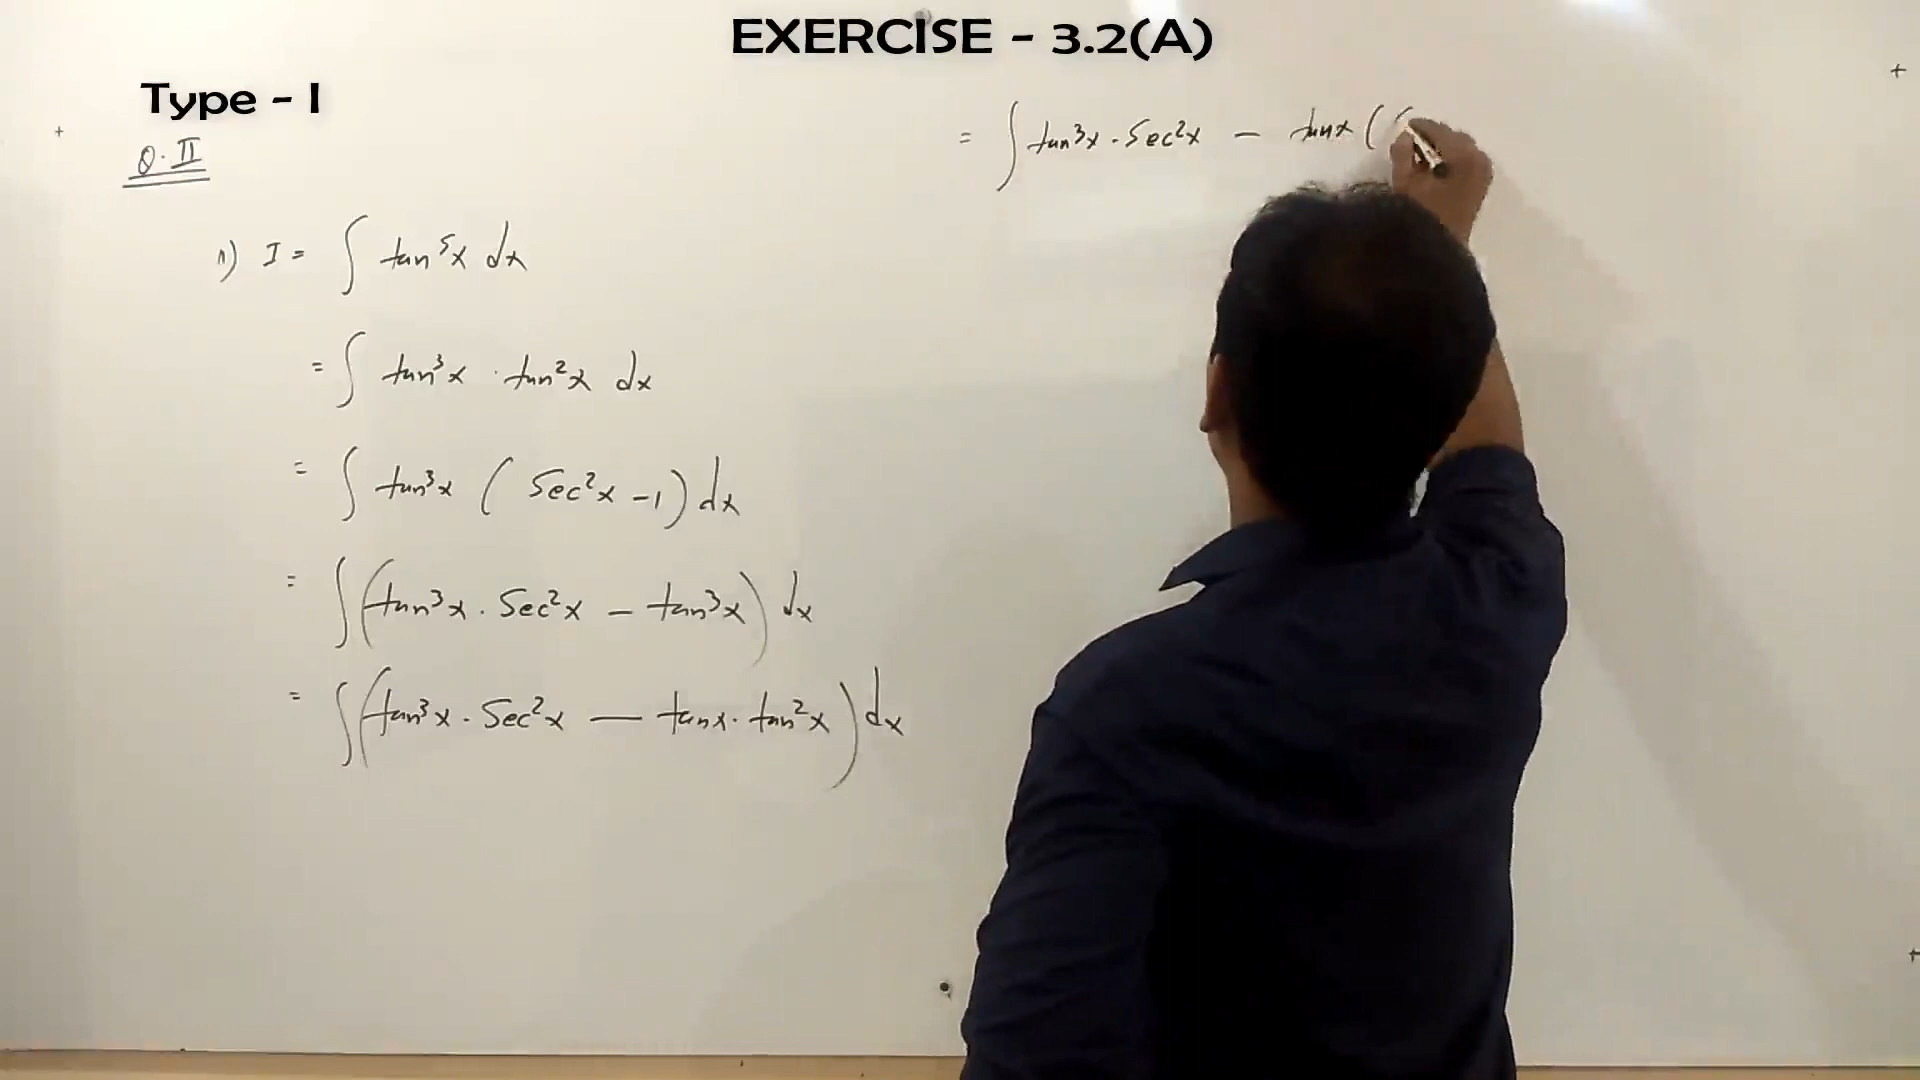 EXERCISE - 3.2(A)
Type - I
Q. II
1) I = ∫ tan⁵x dx
= ∫ tan³x · tan²x dx
= ∫ tan³x ( Sec²x -1) dx
= ∫(tan³x · Sec²x - tan³x) dx
= ∫(tan³x · Sec²x — tanx · tan²x) dx
= ∫ tan³x · Sec²x - tanx (